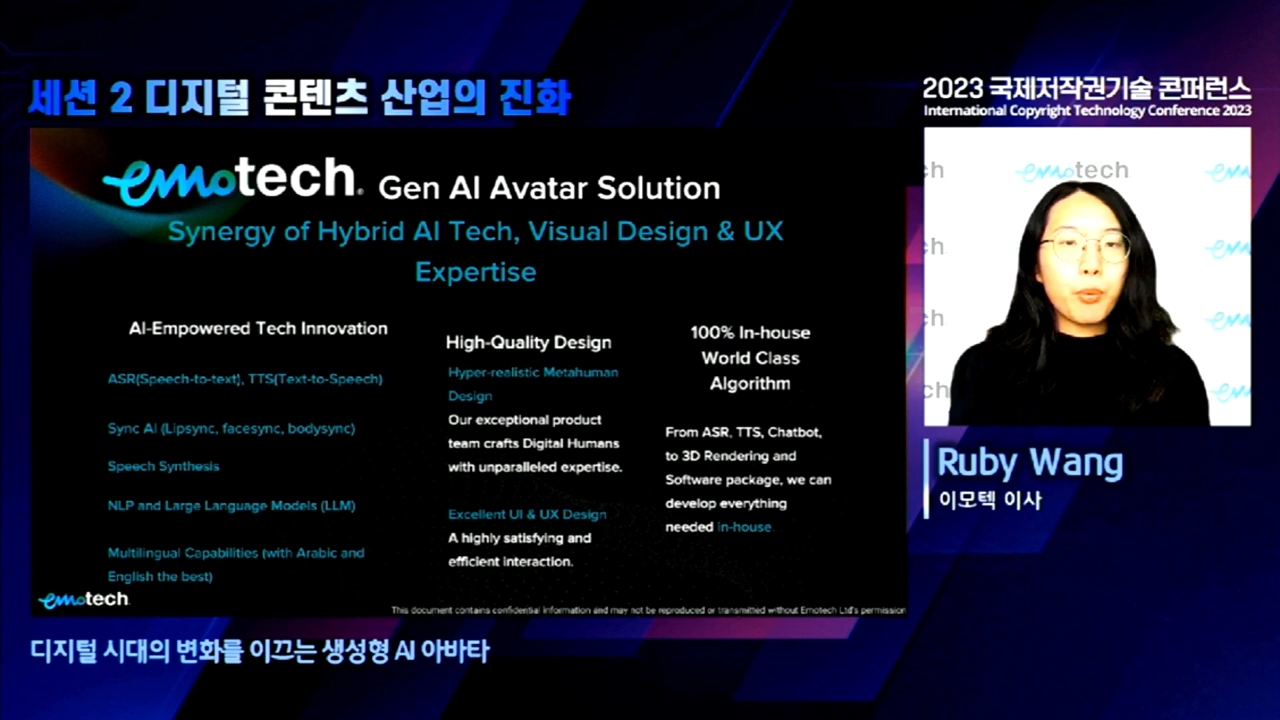 세션 2 디지털 콘텐츠 산업의 진화
2023 국제저작권기술 콘퍼런스
International Copyright Technology Conference 2023
emotech. Gen AI Avatar Solution
Synergy of Hybrid AI Tech, Visual Design & UX
Expertise
AI-Empowered Tech Innovation
ASR(Speech-to-text), TTS(Text-to-Speech)
Sync AI (Lipsync, facesync, bodysync)
Speech Synthesis
NLP and Large Language Models (LLM)
Multilingual Capabilities (with Arabic and
English the best)
High-Quality Design
Hyper-realistic Metahuman
Design
Our exceptional product
team crafts Digital Humans
with unparalleled expertise.
Excellent UI & UX Design
A highly satisfying and
efficient interaction.
100% In-house
World Class
Algorithm
From ASR, TTS, Chatbot,
to 3D Rendering and
Software package, we can
develop everything
needed in-house
emotech
This document contains confidential information and may not be reproduced or transmitted without Emotech Ltd's permission
ch emotech em
ch em
ch em
ch em
Ruby Wang
이모텍 이사
디지털 시대의 변화를 이끄는 생성형 AI 아바타